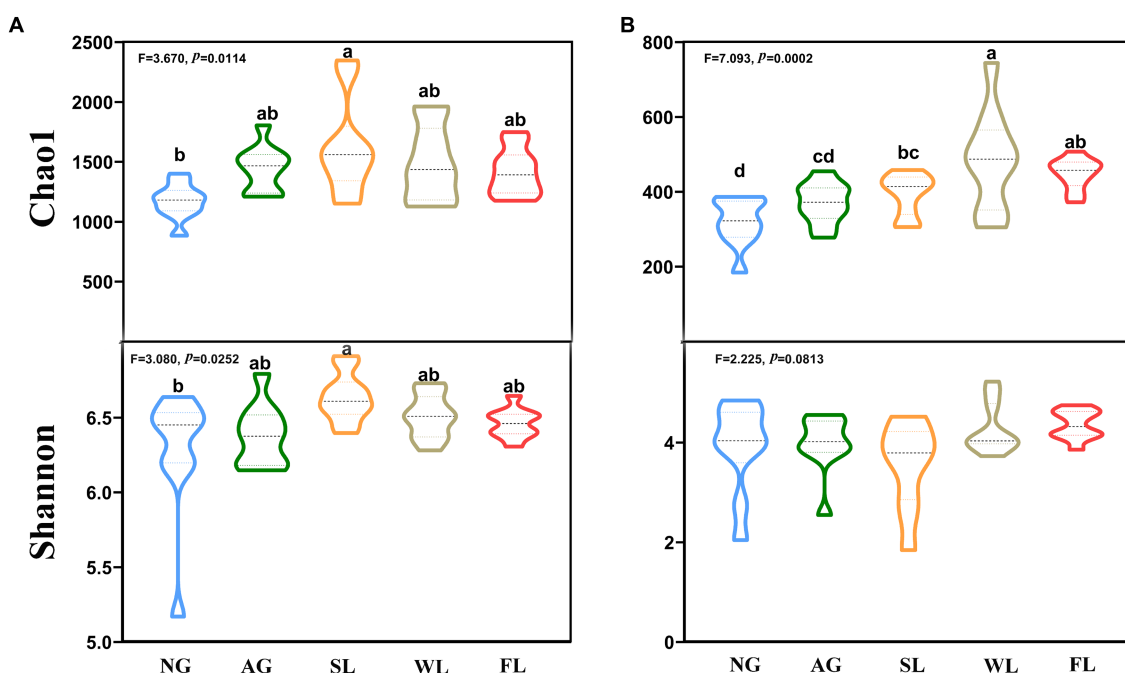 A
Chao1
2500
2000
1500
1000
500
F=3.670, p=0.0114
b
ab
a
ab
ab
Shannon
6.5
6.0
5.5
5.0
F=3.080, p=0.0252
b
ab
a
ab
ab
NG AG SL WL FL
B
800
600
400
200
F=7.093, p=0.0002
d
cd
bc
a
ab
4
2
0
F=2.225, p=0.0813
NG AG SL WL FL